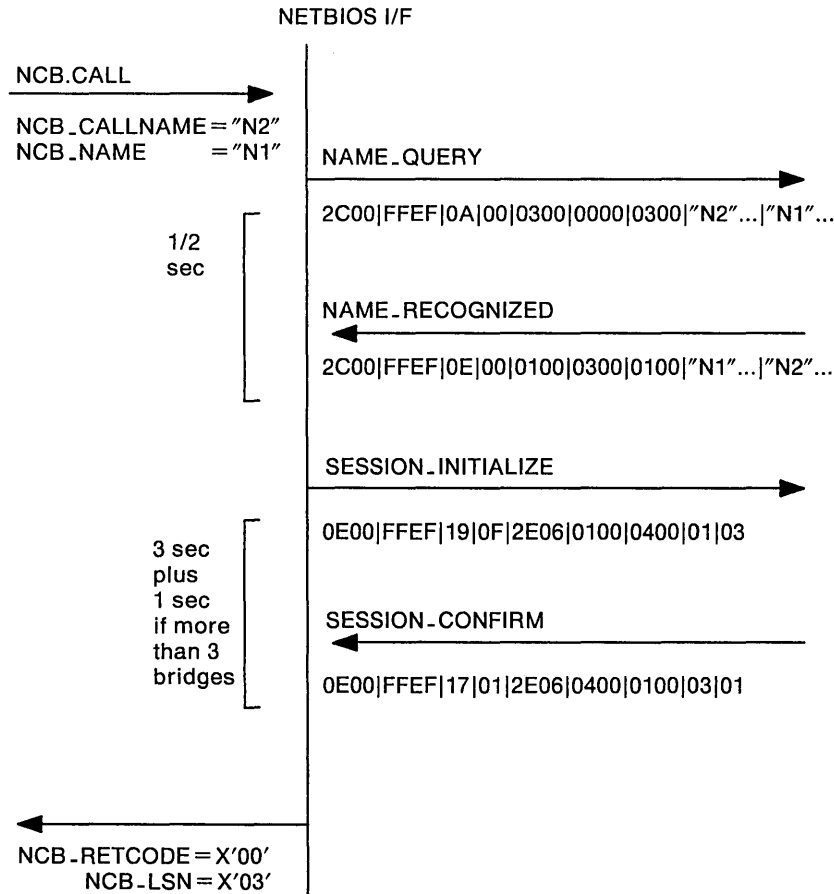 NETBIOS I/F
NCB.CALL
NCB_CALLNAME="N2"
NCB_NAME ="N1"
NAME_QUERY
2C00|FFEF|0A|00|0300|0000|0300|"N2"...|"N1"...
1/2
sec
NAME_RECOGNIZED
2C00|FFEF|0E|00|0100|0300|0100|"N1"...|"N2"...
SESSION_INITIALIZE
0E00|FFEF|19|0F|2E06|0100|0400|01|03
3 sec
plus
1 sec
if more
than 3
bridges
SESSION_CONFIRM
0E00|FFEF|17|01|2E06|0400|0100|03|01
NCB_RETCODE=X'00'
NCB_LSN=X'03'